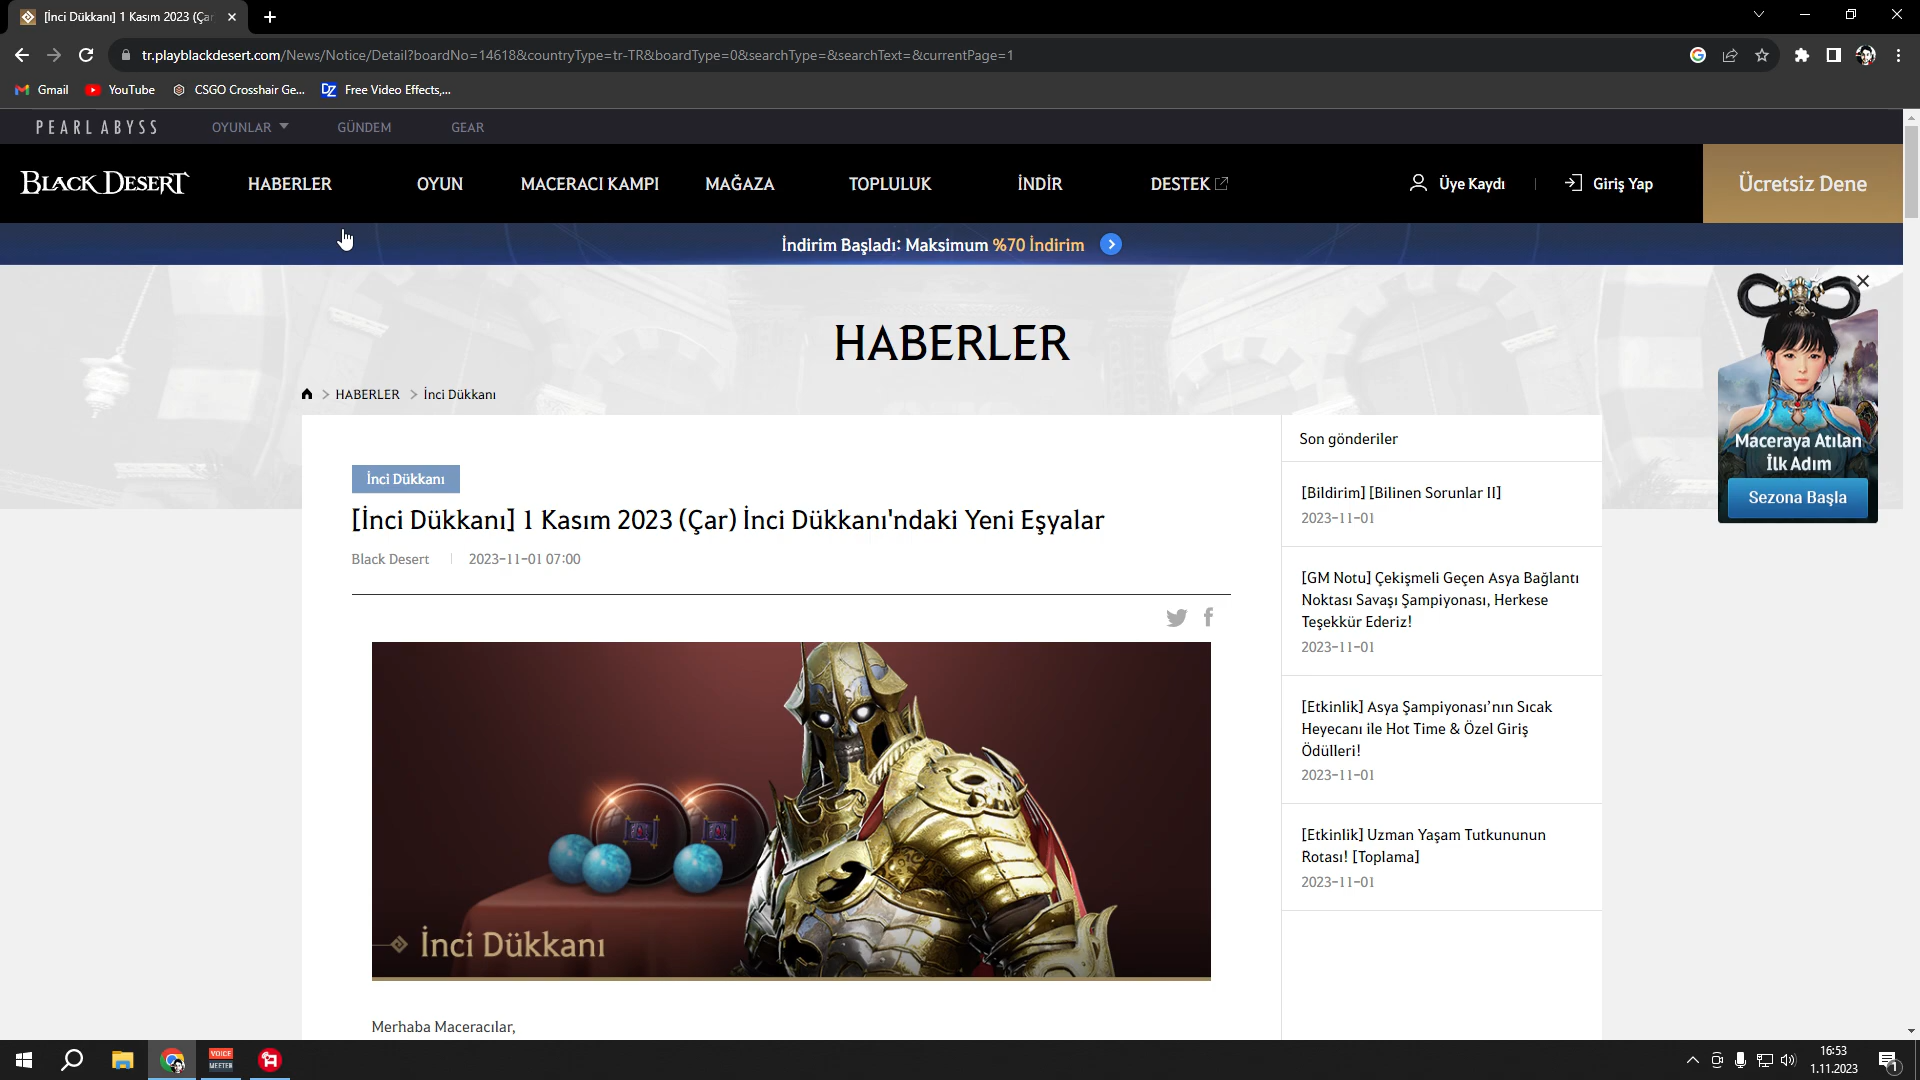 [İnci Dükkanı] 1 Kasım 2023 (Ça
tr.playblackdesert.com/News/Notice/Detail?boardNo=14618&countryType=tr-TR&boardType=0&searchType=&searchText=&currentPage=1
Gmail YouTube CSGO Crosshair Ge... Free Video Effects,...
PEARL ABYSS OYUNLAR GÜNDEM GEAR
BLACK DESERT HABERLER OYUN MACERACI KAMPI MAĞAZA TOPLULUK İNDİR DESTEK Üye Kaydı Giriş Yap Ücretsiz Dene
İndirim Başladı: Maksimum %70 İndirim
HABERLER
HABERLER > İnci Dükkanı
İnci Dükkanı
[İnci Dükkanı] 1 Kasım 2023 (Çar) İnci Dükkanı'ndaki Yeni Eşyalar
Black Desert 2023-11-01 07:00
İnci Dükkanı
Merhaba Maceracılar,
Son gönderiler
[Bildirim] [Bilinen Sorunlar II]
2023-11-01
[GM Notu] Çekişmeli Geçen Asya Bağlantı
Noktası Savaşı Şampiyonası, Herkese
Teşekkür Ederiz!
2023-11-01
[Etkinlik] Asya Şampiyonası'nın Sıcak
Heyecanı ile Hot Time & Özel Giriş
Ödülleri!
2023-11-01
[Etkinlik] Uzman Yaşam Tutkununun
Rotası! [Toplama]
2023-11-01
Maceraya Atılan
İlk Adım
Sezona Başla
VOICE
MEETER
16:53
1.11.2023
1